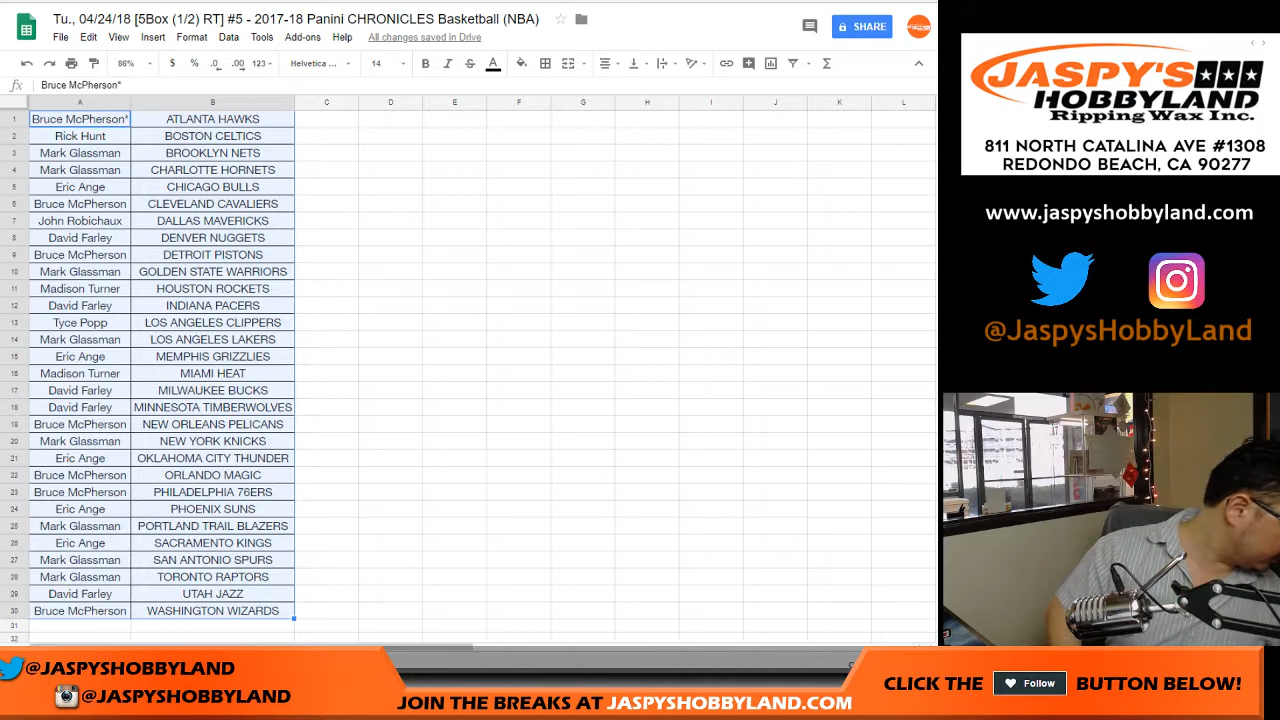 Tu., 04/24/18 [5Box (1/2) RT] #5 - 2017-18 Panini CHRONICLES Basketball (NBA)
File Edit View Insert Format Data Tools Add-ons Help All changes saved in Drive
SHARE
86% $ % .0 .00 123 Helvetica ... 14 B I S A Σ
fx Bruce McPherson*
A B C D E F G H I J K L
1 Bruce McPherson* ATLANTA HAWKS
2 Rick Hunt BOSTON CELTICS
3 Mark Glassman BROOKLYN NETS
4 Mark Glassman CHARLOTTE HORNETS
5 Eric Ange CHICAGO BULLS
6 Bruce McPherson CLEVELAND CAVALIERS
7 John Robichaux DALLAS MAVERICKS
8 David Farley DENVER NUGGETS
9 Bruce McPherson DETROIT PISTONS
10 Mark Glassman GOLDEN STATE WARRIORS
11 Madison Turner HOUSTON ROCKETS
12 David Farley INDIANA PACERS
13 Tyce Popp LOS ANGELES CLIPPERS
14 Mark Glassman LOS ANGELES LAKERS
15 Eric Ange MEMPHIS GRIZZLIES
16 Madison Turner MIAMI HEAT
17 David Farley MILWAUKEE BUCKS
18 David Farley MINNESOTA TIMBERWOLVES
19 Bruce McPherson NEW ORLEANS PELICANS
20 Mark Glassman NEW YORK KNICKS
21 Eric Ange OKLAHOMA CITY THUNDER
22 Bruce McPherson ORLANDO MAGIC
23 Bruce McPherson PHILADELPHIA 76ERS
24 Eric Ange PHOENIX SUNS
25 Mark Glassman PORTLAND TRAIL BLAZERS
26 Eric Ange SACRAMENTO KINGS
27 Mark Glassman SAN ANTONIO SPURS
28 Mark Glassman TORONTO RAPTORS
29 David Farley UTAH JAZZ
30 Bruce McPherson WASHINGTON WIZARDS
31
32
JASPY'S
HOBBYLAND
Ripping Wax Inc.
811 NORTH CATALINA AVE #1308
REDONDO BEACH, CA 90277
www.jaspyshobbyland.com
@JaspysHobbyLand
@JASPYSHOBBYLAND
@JASPYSHOBBYLAND
JOIN THE BREAKS AT JASPYSHOBBYLAND.COM
CLICK THE Follow BUTTON BELOW!